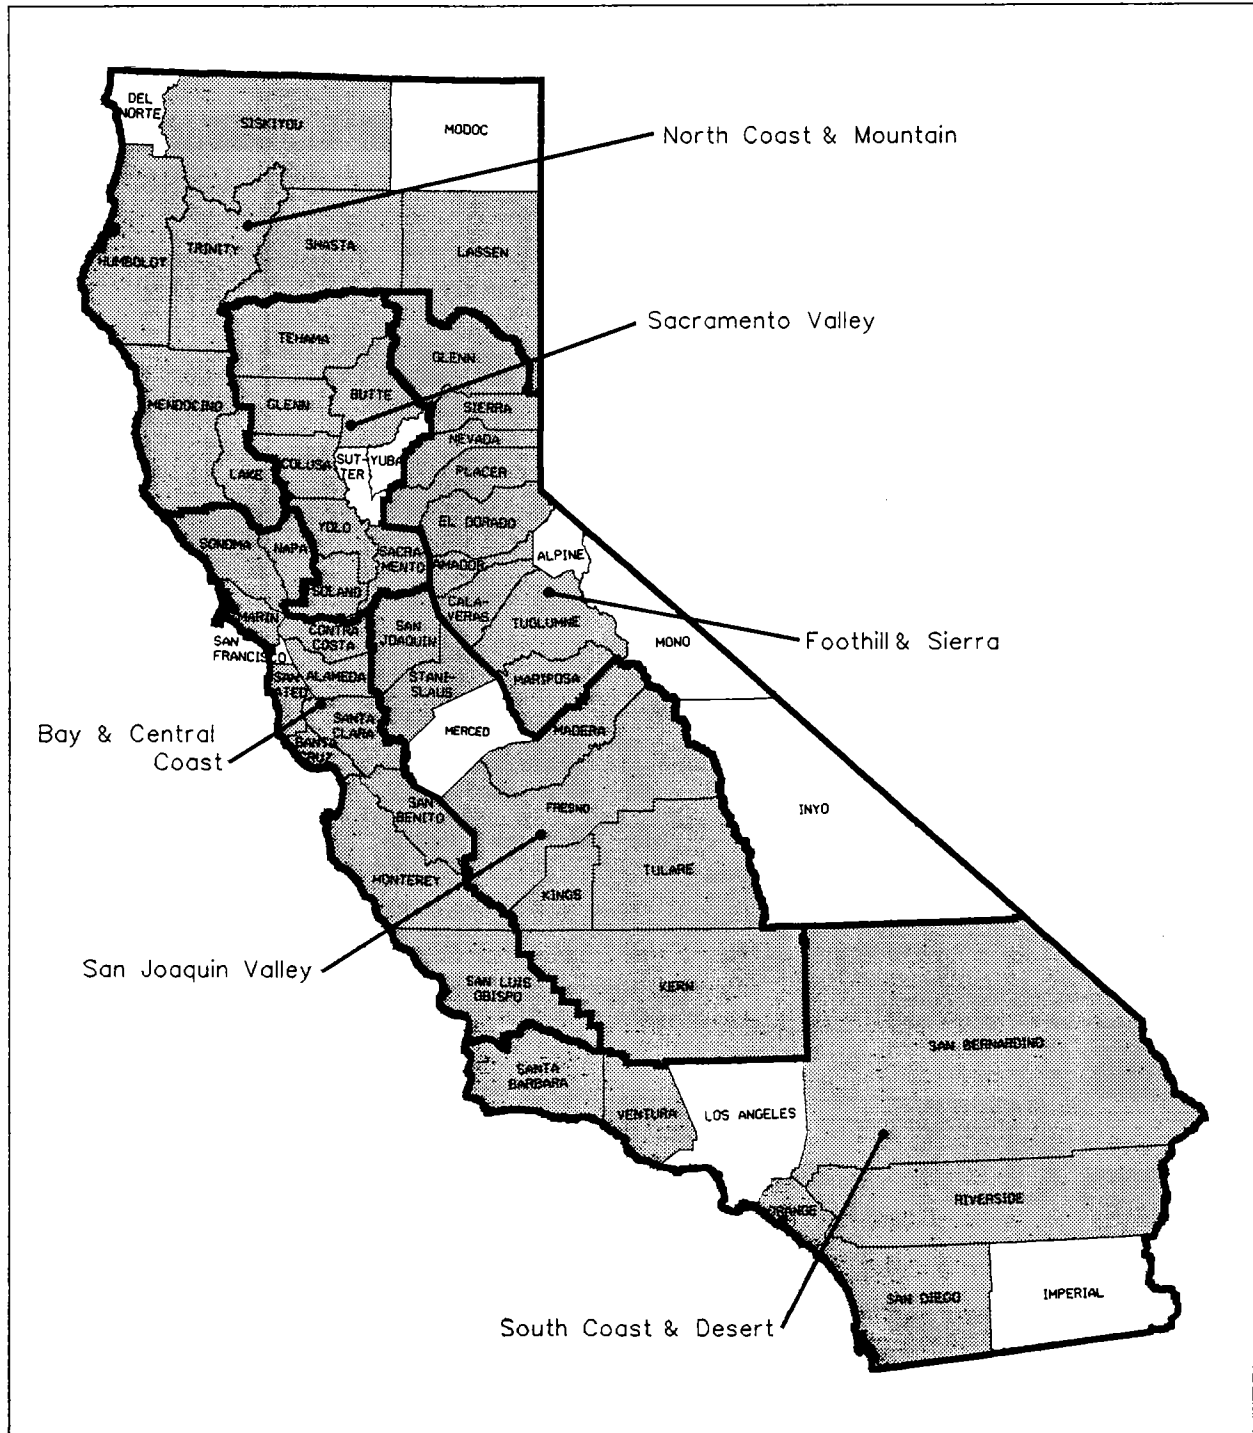 DEL
NORTE
SISKIYOU
MODOC
North Coast & Mountain
HUMBOLDT
TRINITY
SHASTA
LASSEN
Sacramento Valley
TEHAMA
GLENN
BUTTE
GLENN
SIERRA
MENDOCINO
NEVADA
LAKE
COLUSA
SUT-
TER
YUBA
PLACER
EL DORADO
SONOMA
NAPA
YOLO
SACRA-
MENTO
AMADOR
ALPINE
SOLANO
CALA-
VERAS
TUOLUMNE
MARIN
CONTRA
COSTA
SAN
JOAQUIN
MONO
Foothill & Sierra
SAN
FRANCISCO
SAN
MATEO
ALAMEDA
STANI-
SLAUS
MARIPOSA
Bay & Central
Coast
SANTA
CLARA
SANTA
CRUZ
MERCED
MADERA
SAN
BENITO
FRESNO
INYO
MONTEREY
KINGS
TULARE
San Joaquin Valley
SAN LUIS
OBISPO
KERN
SAN BERNARDINO
SANTA
BARBARA
VENTURA
LOS ANGELES
ORANGE
RIVERSIDE
SAN DIEGO
IMPERIAL
South Coast & Desert